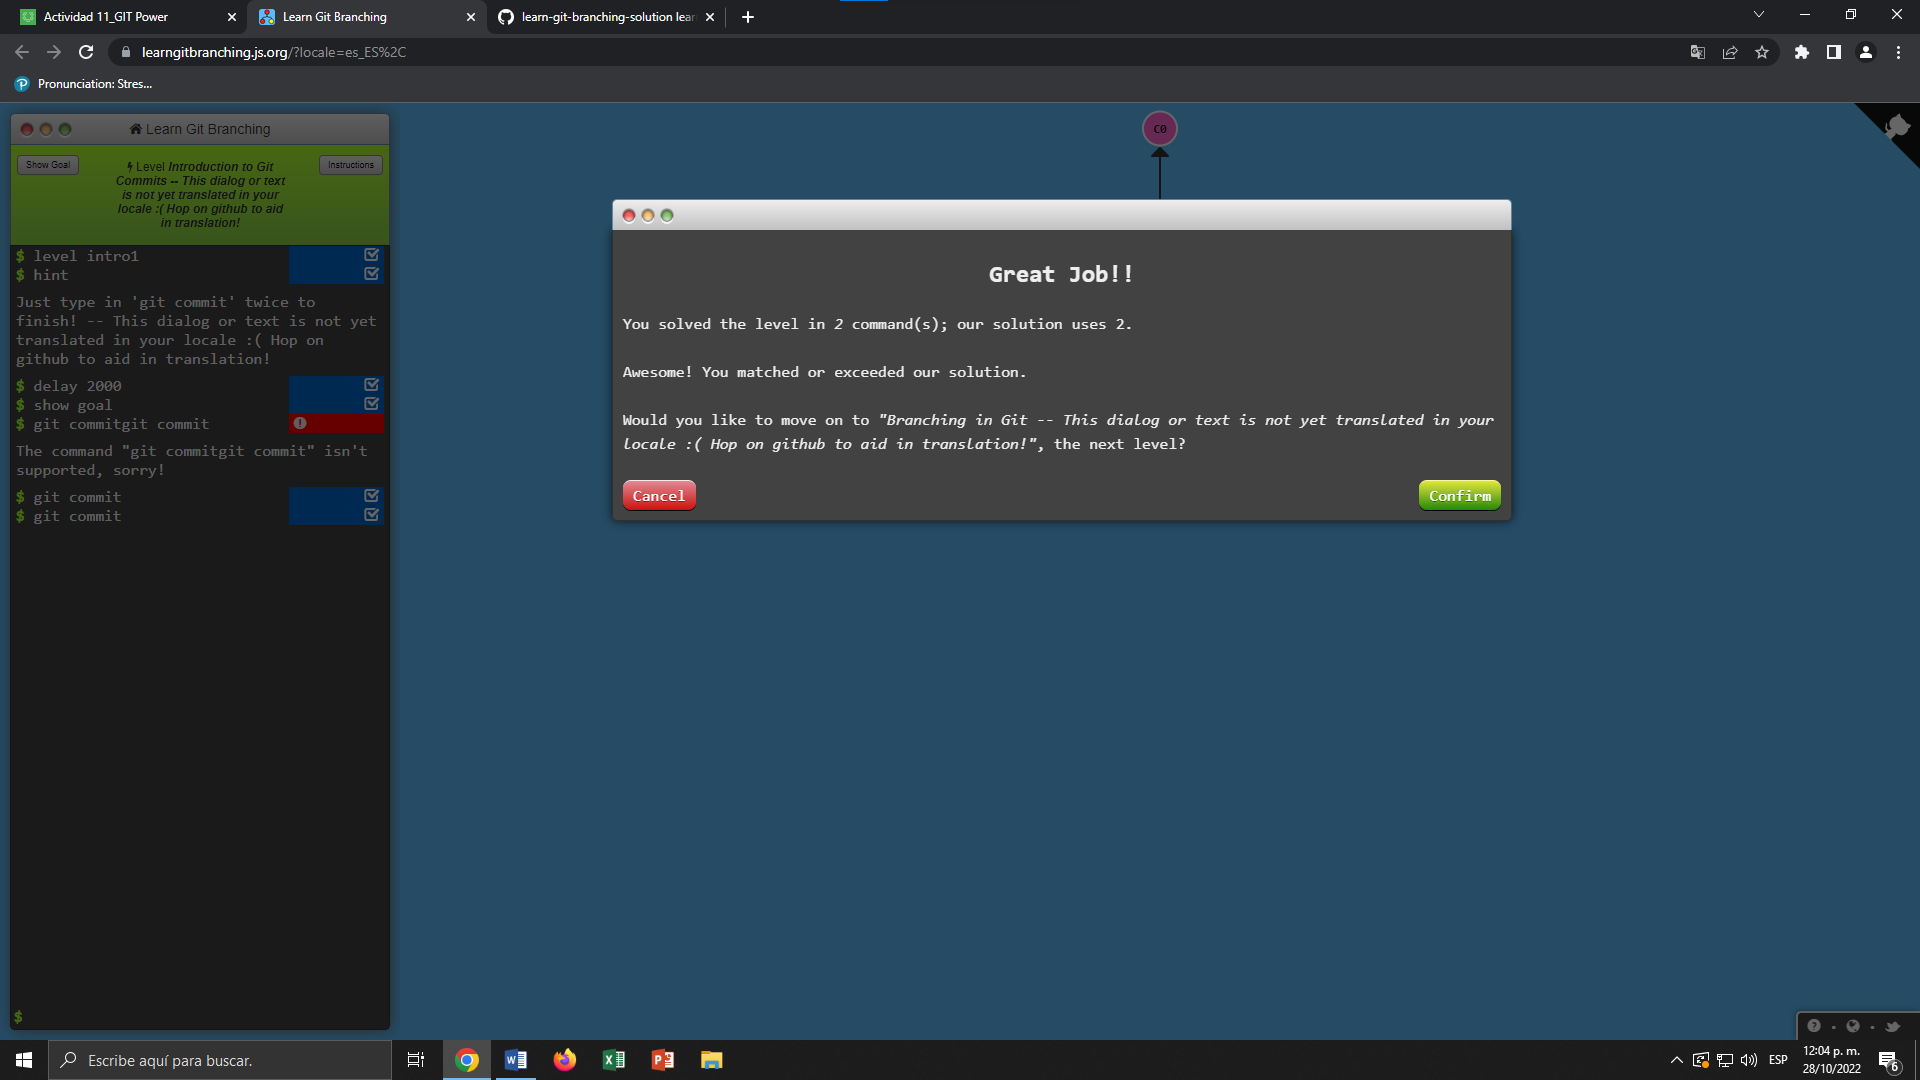 Actividad 11_GIT Power
Learn Git Branching
learn-git-branching-solution lear
learngitbranching.js.org/?locale=es_ES%2C
Pronunciation: Stres...
Learn Git Branching
Show Goal
Level Introduction to Git
Commits -- This dialog or text
is not yet translated in your
locale :( Hop on github to aid
in translation!
Instructions
$ level intro1
$ hint
Just type in 'git commit' twice to
finish! -- This dialog or text is not yet
translated in your locale :( Hop on
github to aid in translation!
$ delay 2000
$ show goal
$ git commitgit commit
The command "git commitgit commit" isn't
supported, sorry!
$ git commit
$ git commit
$
C0
Great Job!!
You solved the level in 2 command(s); our solution uses 2.
Awesome! You matched or exceeded our solution.
Would you like to move on to "Branching in Git -- This dialog or text is not yet translated in your
locale :( Hop on github to aid in translation!", the next level?
Cancel
Confirm
Escribe aquí para buscar.
ESP
12:04 p. m.
28/10/2022
6